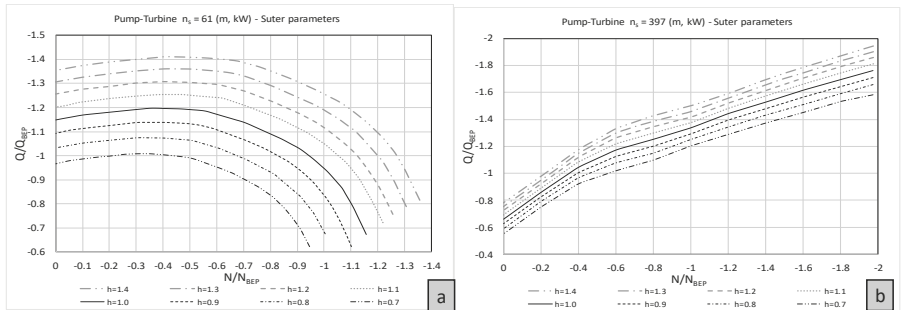 Pump-Turbine ns = 61 (m, kW) - Suter parameters
-1.5
-1.4
-1.3
-1.2
-1.1
-1
-0.9
-0.8
-0.7
-0.6
Q/QBEP
0 -0.1 -0.2 -0.3 -0.4 -0.5 -0.6 -0.7 -0.8 -0.9 -1 -1.1 -1.2 -1.3 -1.4
N/NBEP
h=1.4 h=1.3 h=1.2 h=1.1
h=1.0 h=0.9 h=0.8 h=0.7
a
Pump-Turbine ns = 397 (m, kW) - Suter parameters
-2
-1.8
-1.6
-1.4
-1.2
-1
-0.8
-0.6
-0.4
Q/QBEP
0 -0.2 -0.4 -0.6 -0.8 -1 -1.2 -1.4 -1.6 -1.8 -2
N/NBEP
h=1.4 h=1.3 h=1.2 h=1.1
h=1.0 h=0.9 h=0.8 h=0.7
b